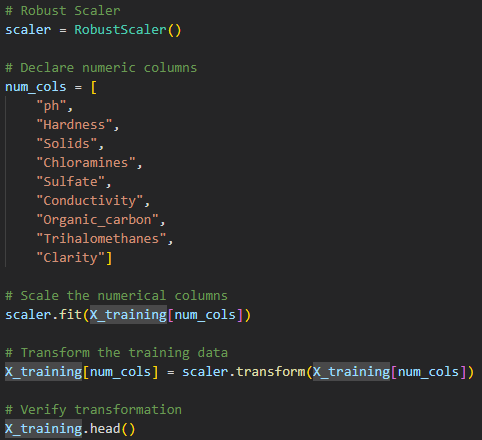 # Robust Scaler
scaler = RobustScaler()
# Declare numeric columns
num_cols = [
"ph",
"Hardness",
"Solids",
"Chloramines",
"Sulfate",
"Conductivity",
"Organic_carbon",
"Trihalomethanes",
"Clarity"]
# Scale the numerical columns
scaler.fit(X_training[num_cols])
# Transform the training data
X_training[num_cols] = scaler.transform(X_training[num_cols])
# Verify transformation
X_training.head()